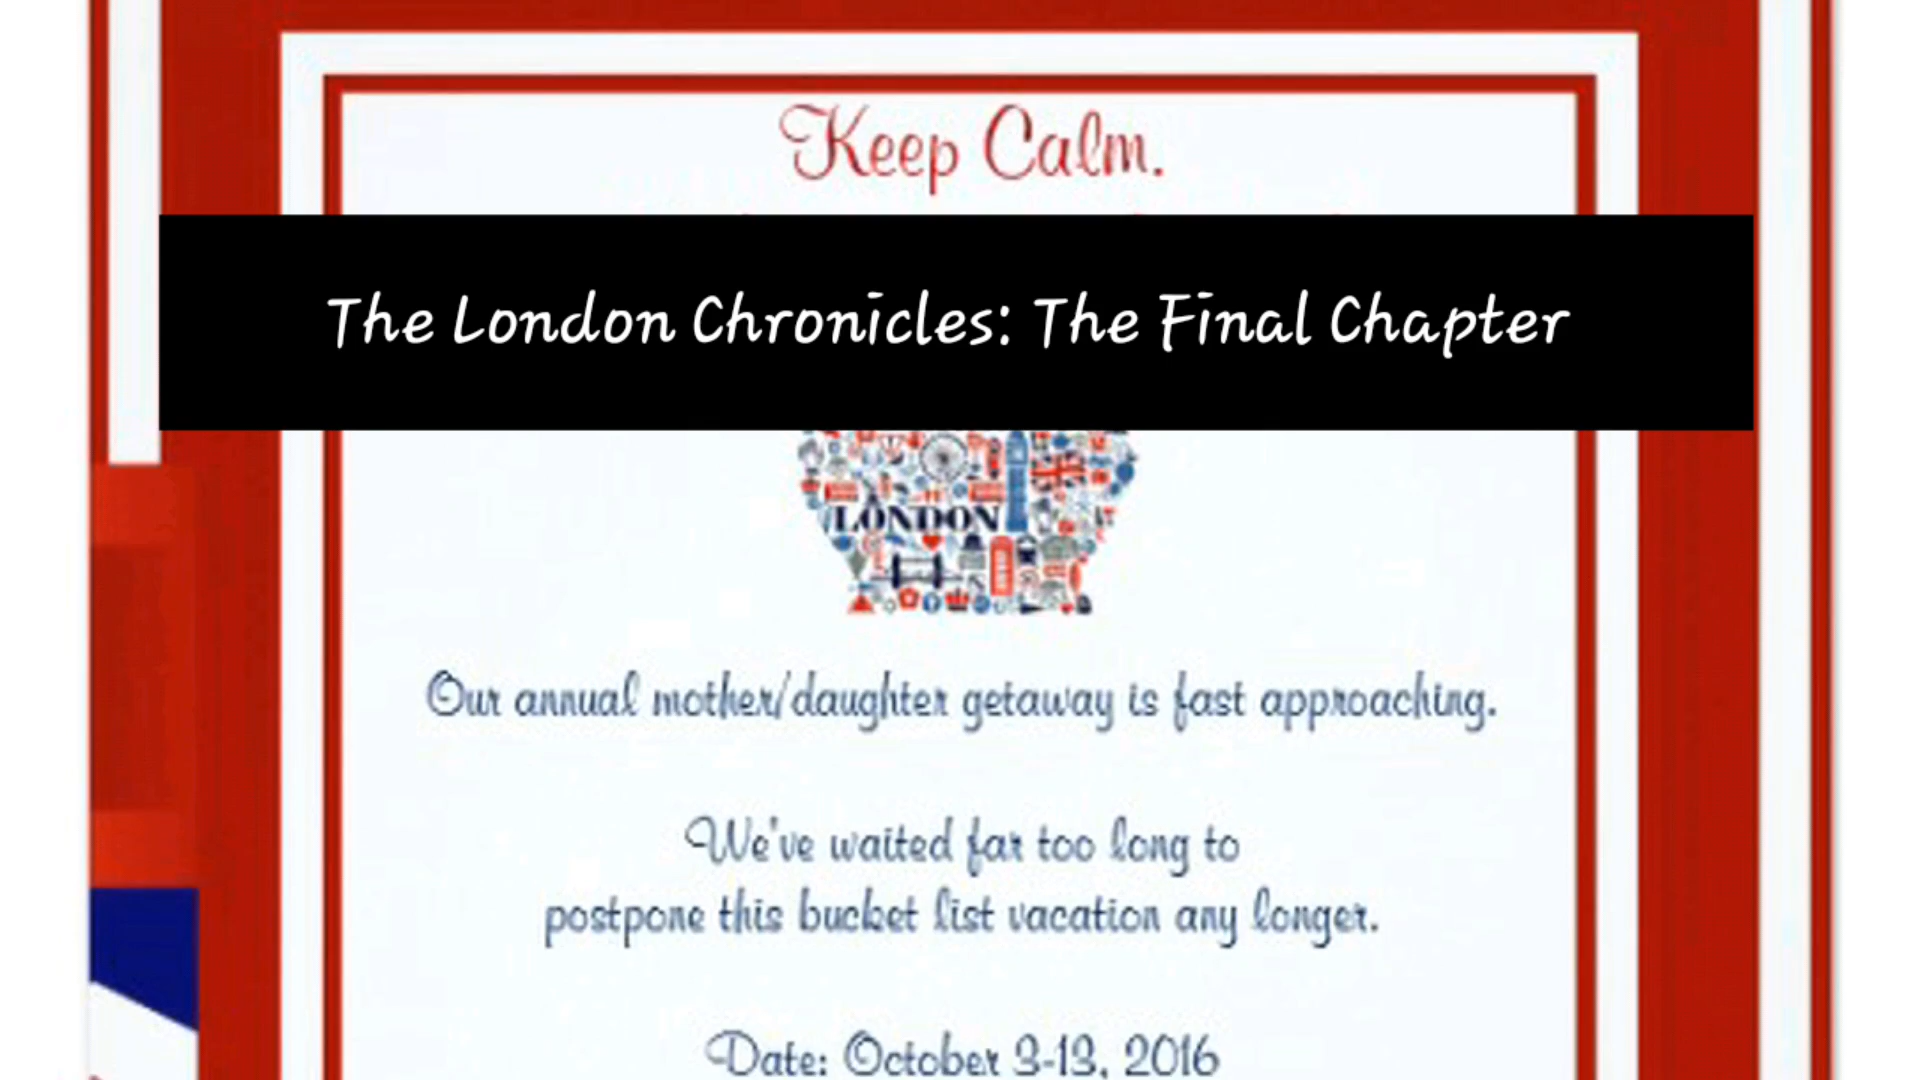 Keep Calm.
The London Chronicles: The Final Chapter
LONDON
Our annual mother/daughter getaway is fast approaching.
We've waited far too long to
postpone this bucket list vacation any longer.
Date: October 3-13, 2016